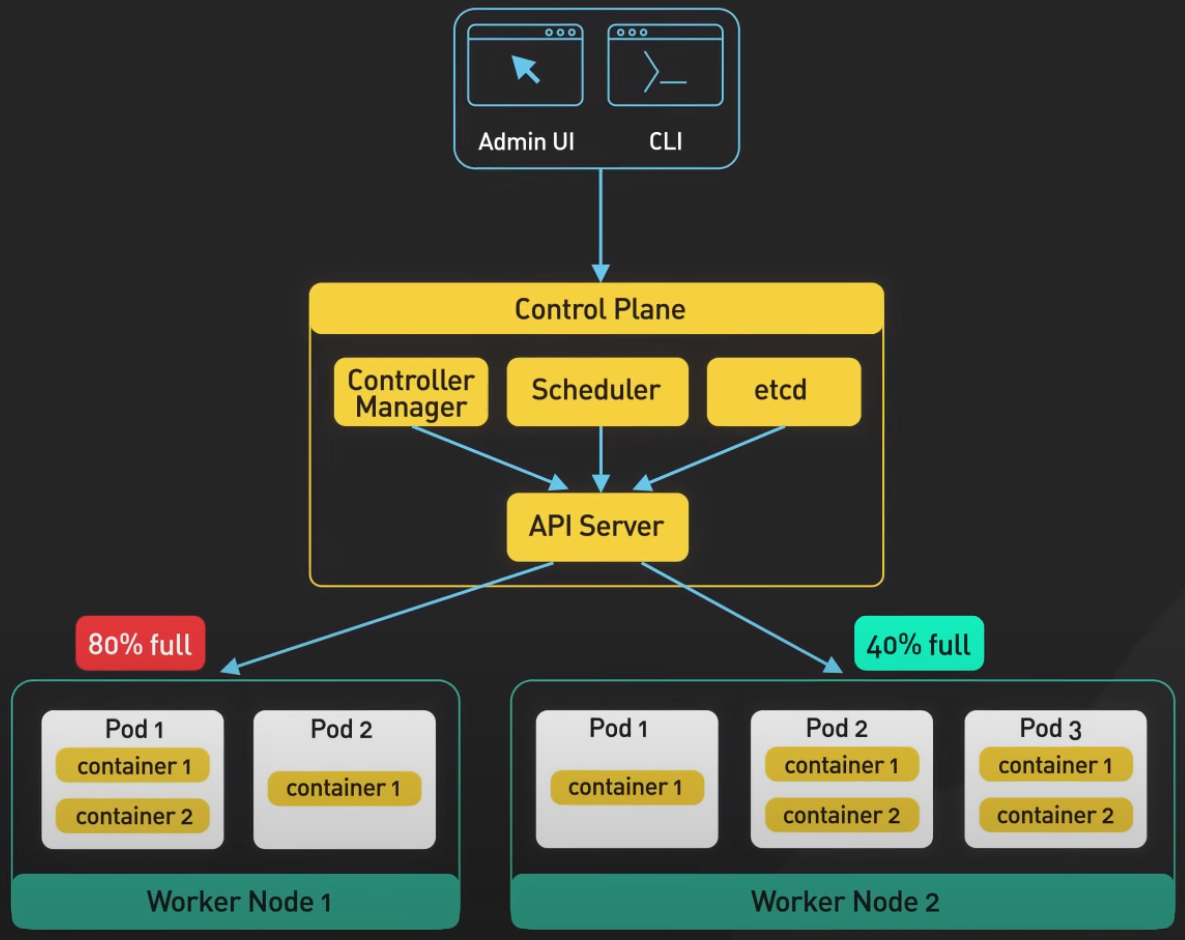 Admin UI
CLI
Control Plane
Controller
Manager
Scheduler
etcd
API Server
80% full
40% full
Pod 1
container 1
container 2
Pod 2
container 1
Pod 1
container 1
Pod 2
container 1
container 2
Pod 3
container 1
container 2
Worker Node 1
Worker Node 2